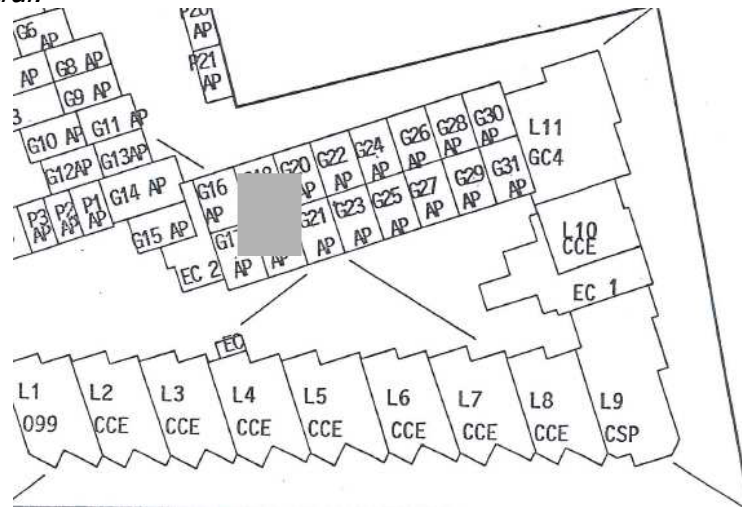 G6
AP
P20
AP
P21
AP
AP
G8 AP
G9 AP
G10 AP
G11 AP
G12AP
G13AP
P3
AP
P2
AP
P1
AP
G14 AP
G15 AP
EC 2
G16
AP
AP
G20
AP
G21
AP
G22
AP
G23
AP
G24
AP
G25
AP
G26
AP
G27
AP
G28
AP
G29
AP
G30
AP
G31
AP
L11
GC4
L10
CCE
EC 1
EC
L1
099
L2
CCE
L3
CCE
L4
CCE
L5
CCE
L6
CCE
L7
CCE
L8
CCE
L9
CSP